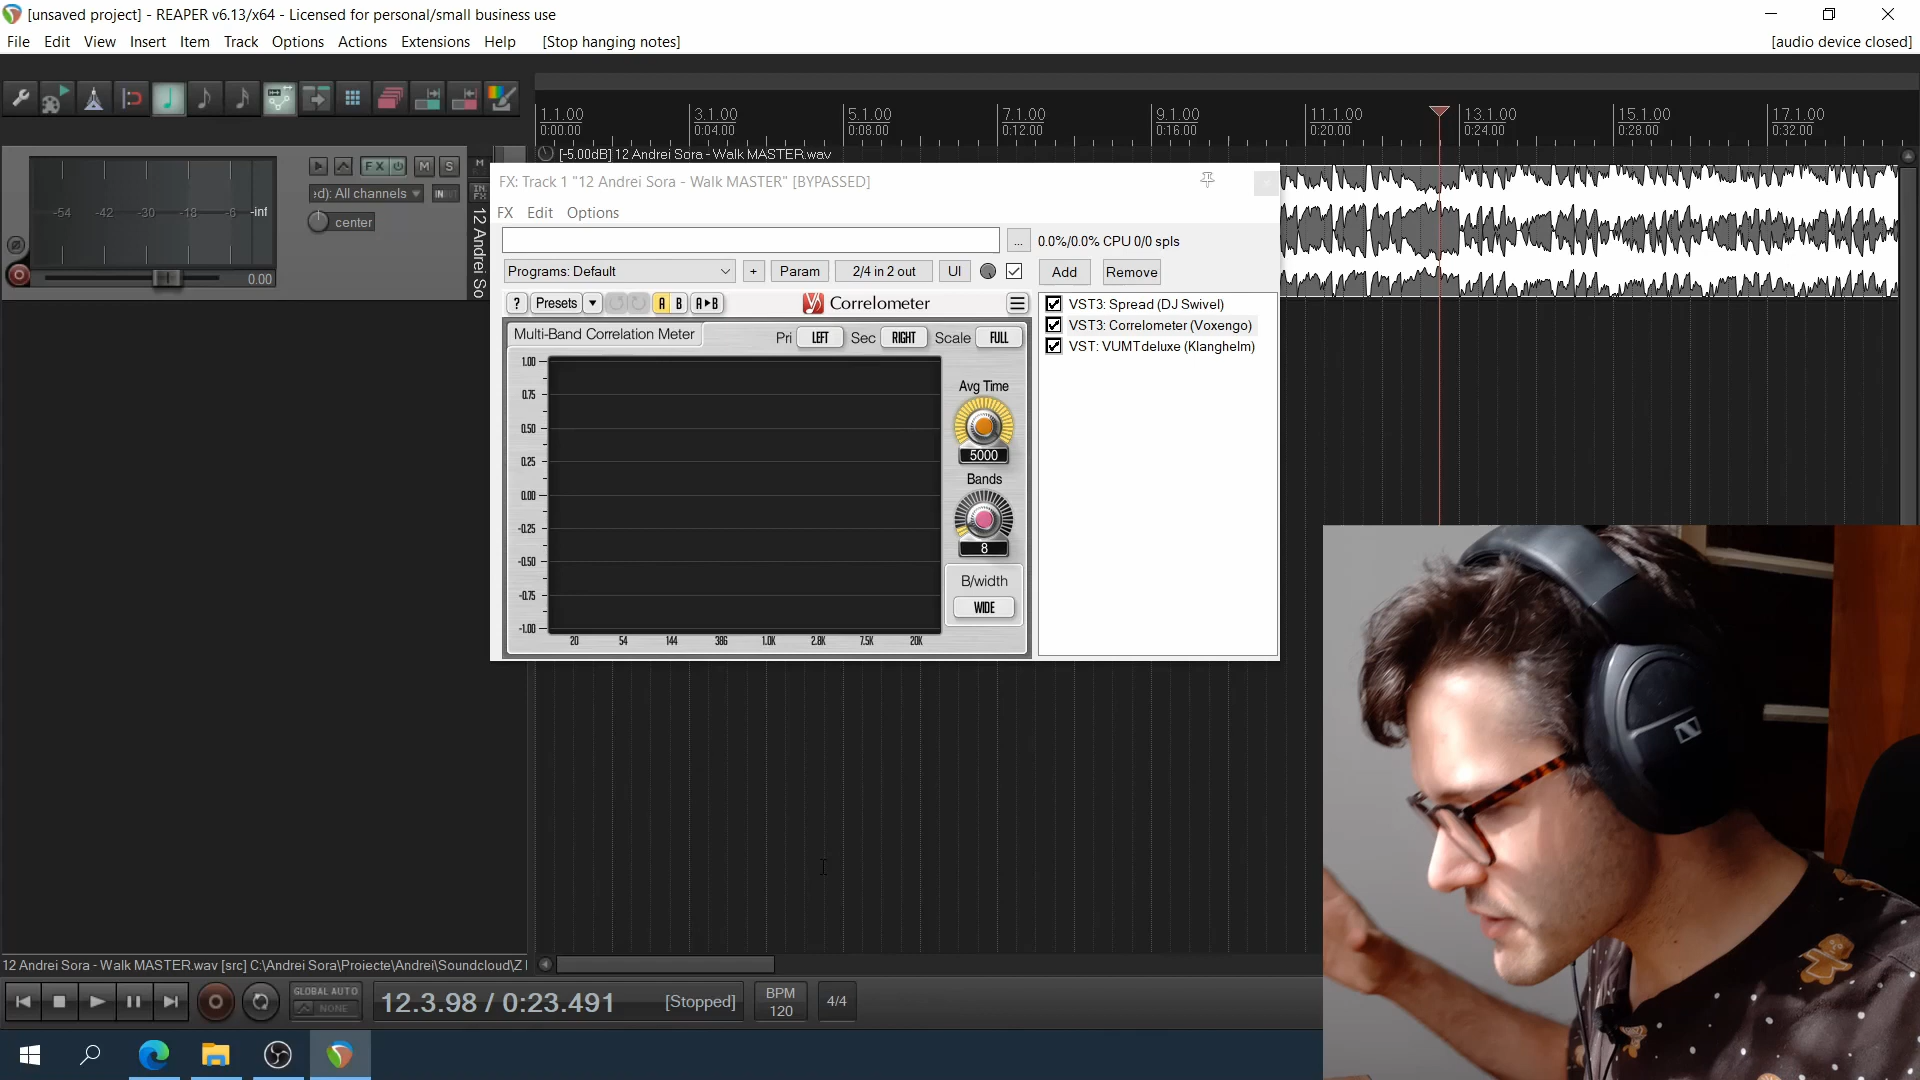 [unsaved project] - REAPER v6.13/x64 - Licensed for personal/small business use
File Edit View Insert Item Track Options Actions Extensions Help [Stop hanging notes] [audio device closed]
1.1.00 3.1.00 5.1.00 7.1.00 9.1.00 11.1.00 13.1.00 15.1.00 17.1.00
0:00.00 0:04.00 0:08.00 0:12.00 0:16.00 0:20.00 0:24.00 0:28.00 0:32.00
[-5.00dB] 12 Andrei Sora - Walk MASTER.wav
FX M S
-54 -42 -30 -18 -6 -inf
ed): All channels IN
center
0.00
M
IN FX
12 Andrei So
FX: Track 1 "12 Andrei Sora - Walk MASTER" [BYPASSED]
FX Edit Options
... 0.0%/0.0% CPU 0/0 spls
Programs: Default + Param 2/4 in 2 out UI Add Remove
? Presets A B A▸B Correlometer
VST3: Spread (DJ Swivel)
VST3: Correlometer (Voxengo)
VST: VUMTdeluxe (Klanghelm)
Multi-Band Correlation Meter Pri LEFT Sec RIGHT Scale FULL
1.00
0.75
0.50
0.25
0.00
-0.25
-0.50
-0.75
-1.00
20 54 144 386 1.0K 2.8K 7.5K 20K
Avg Time
5000
Bands
8
B/width
WIDE
12 Andrei Sora - Walk MASTER.wav [src] C:\Andrei Sora\Proiecte\Andrei\Soundcloud\Z
GLOBAL AUTO
NONE
12.3.98 / 0:23.491 [Stopped]
BPM
120
4/4